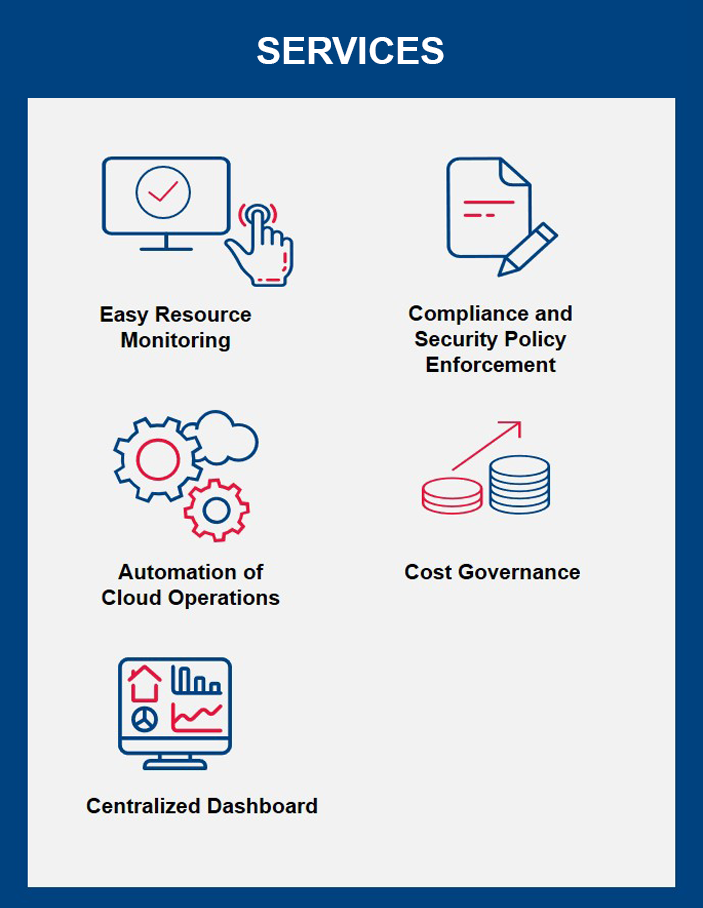 SERVICES
Easy Resource
Monitoring
Compliance and
Security Policy
Enforcement
Automation of
Cloud Operations
Cost Governance
Centralized Dashboard